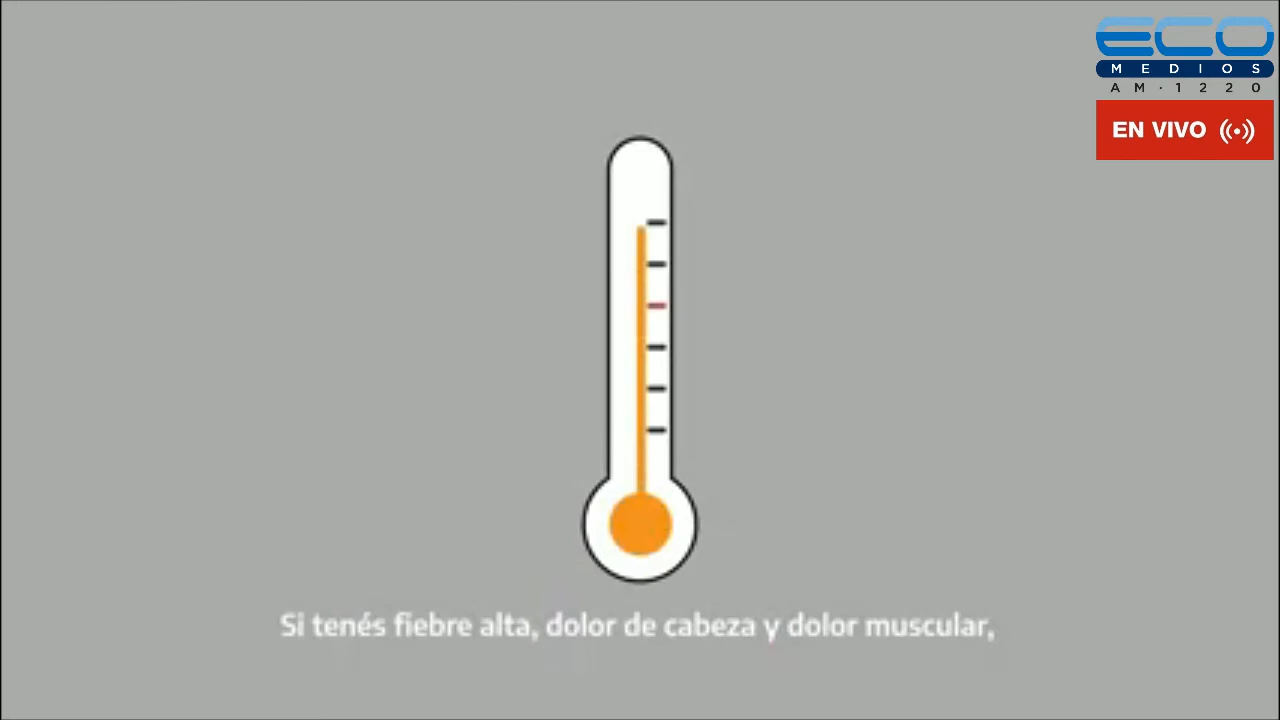 ECO
MEDIOS
AM·1220
EN VIVO
Si tenés fiebre alta, dolor de cabeza y dolor muscular,